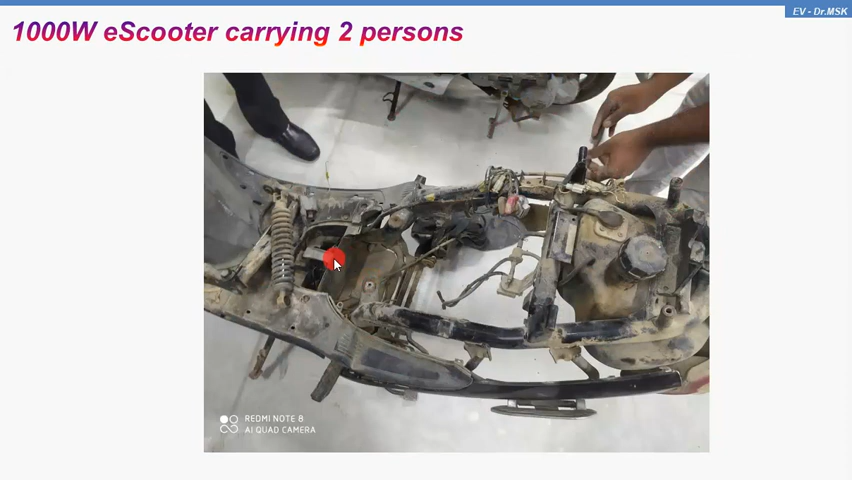 EV - Dr.MSK
1000W eScooter carrying 2 persons
REDMI NOTE 8
AI QUAD CAMERA